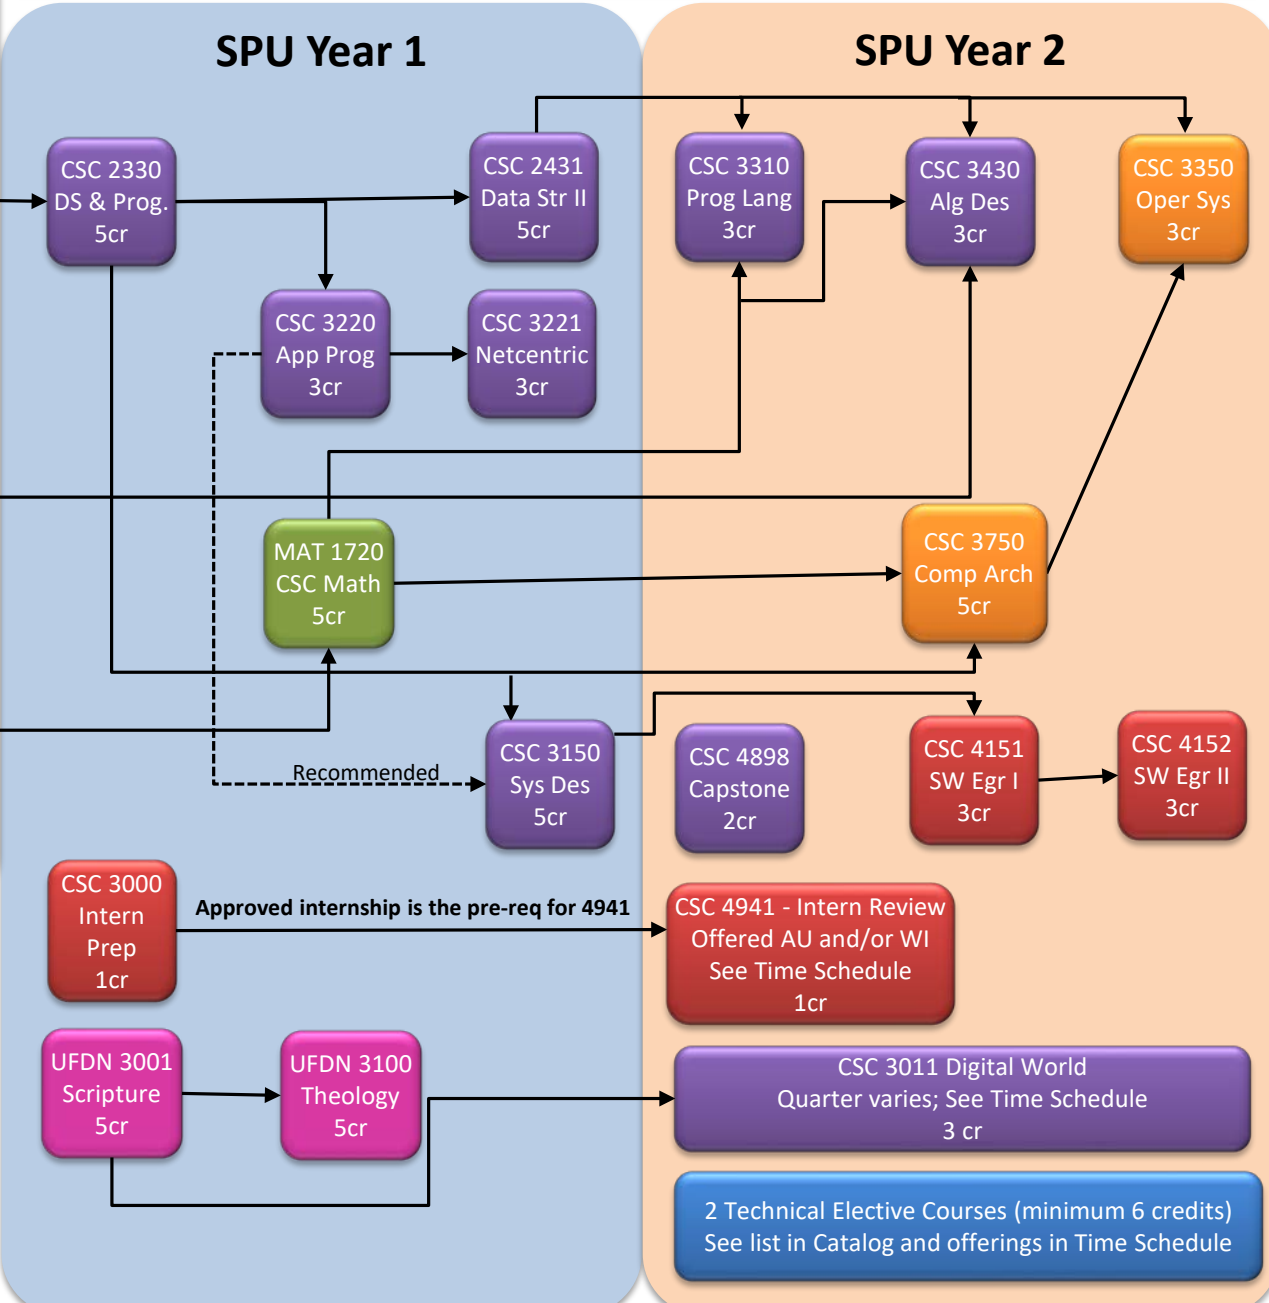 SPU Year 1
SPU Year 2
CSC 2330
DS & Prog.
5cr
CSC 2431
Data Str II
5cr
CSC 3310
Prog Lang
3cr
CSC 3430
Alg Des
3cr
CSC 3350
Oper Sys
3cr
CSC 3220
App Prog
3cr
CSC 3221
Netcentric
3cr
MAT 1720
CSC Math
5cr
CSC 3750
Comp Arch
5cr
Recommended
CSC 3150
Sys Des
5cr
CSC 4898
Capstone
2cr
CSC 4151
SW Egr I
3cr
CSC 4152
SW Egr II
3cr
CSC 3000
Intern
Prep
1cr
Approved internship is the pre-req for 4941
CSC 4941 - Intern Review
Offered AU and/or WI
See Time Schedule
1cr
UFDN 3001
Scripture
5cr
UFDN 3100
Theology
5cr
CSC 3011 Digital World
Quarter varies; See Time Schedule
3 cr
2 Technical Elective Courses (minimum 6 credits)
See list in Catalog and offerings in Time Schedule